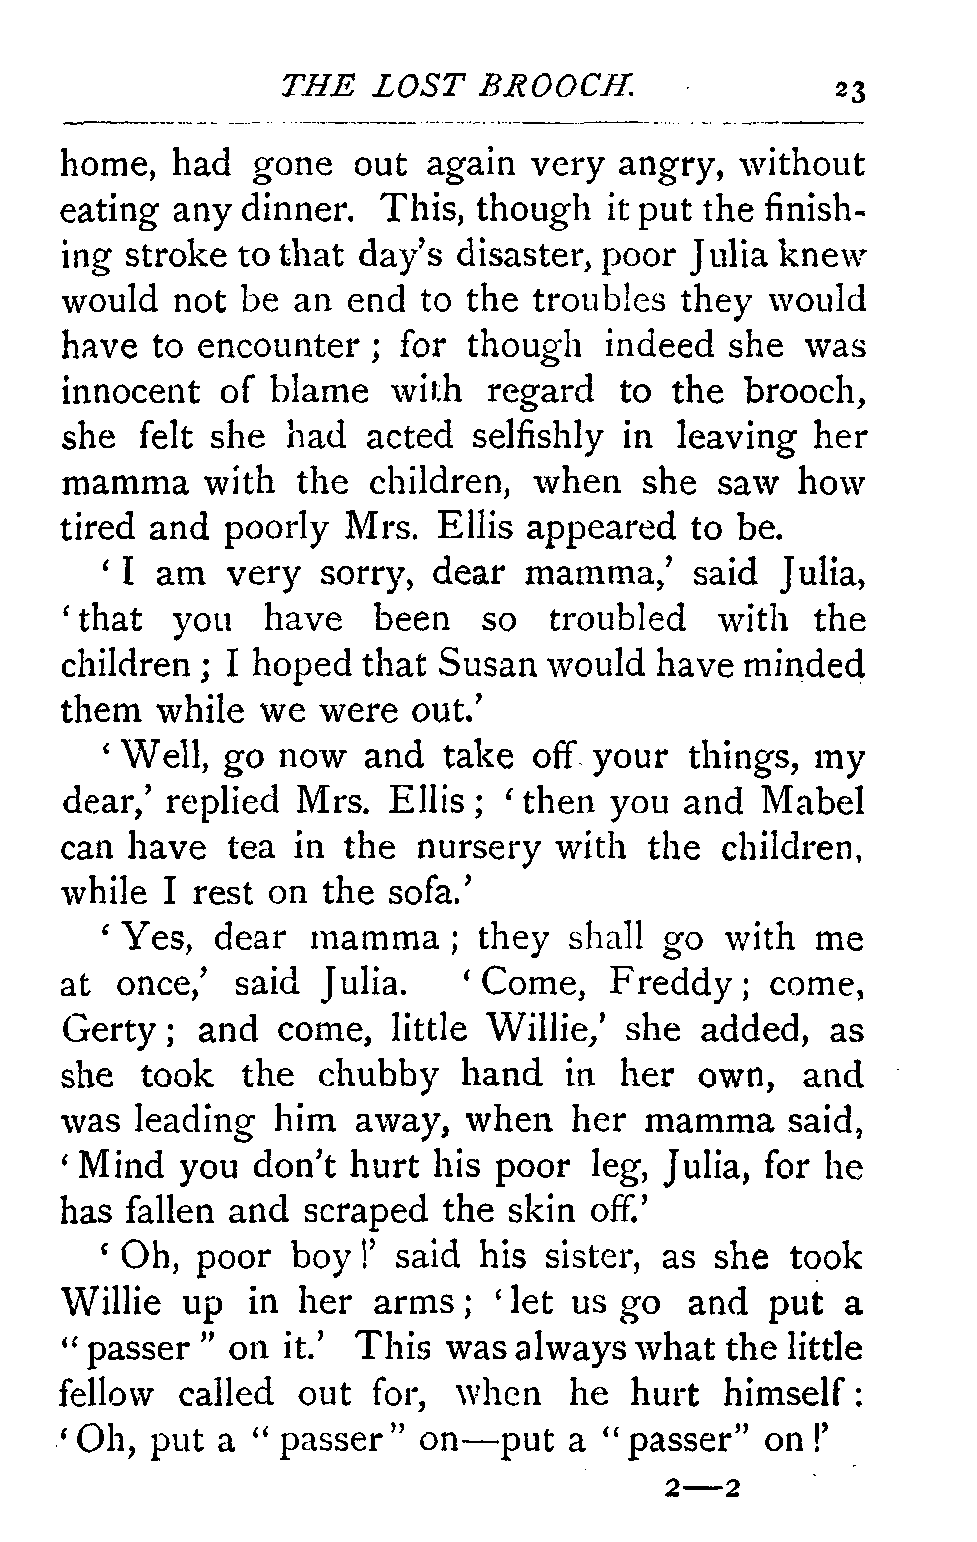 THE LOST BROOCH. 23
home, had gone out again very angry, without
eating any dinner. This, though it put the finish-
ing stroke to that day's disaster, poor Julia knew
would not be an end to the troubles they would
have to encounter ; for though indeed she was
innocent of blame with regard to the brooch,
she felt she had acted selfishly in leaving her
mamma with the children, when she saw how
tired and poorly Mrs. Ellis appeared to be.
‘ I am very sorry, dear mamma,’ said Julia,
‘ that you have been so troubled with the
children ; I hoped that Susan would have minded
them while we were out.’
‘ Well, go now and take off your things, my
dear,’ replied Mrs. Ellis ; ‘ then you and Mabel
can have tea in the nursery with the children,
while I rest on the sofa.’
‘ Yes, dear mamma ; they shall go with me
at once,’ said Julia. ‘ Come, Freddy ; come,
Gerty ; and come, little Willie,’ she added, as
she took the chubby hand in her own, and
was leading him away, when her mamma said,
‘ Mind you don't hurt his poor leg, Julia, for he
has fallen and scraped the skin off.’
‘ Oh, poor boy !’ said his sister, as she took
Willie up in her arms ; ‘ let us go and put a
“ passer ” on it.’ This was always what the little
fellow called out for, when he hurt himself :
‘ Oh, put a “ passer ” on—put a “ passer” on !’
2—2